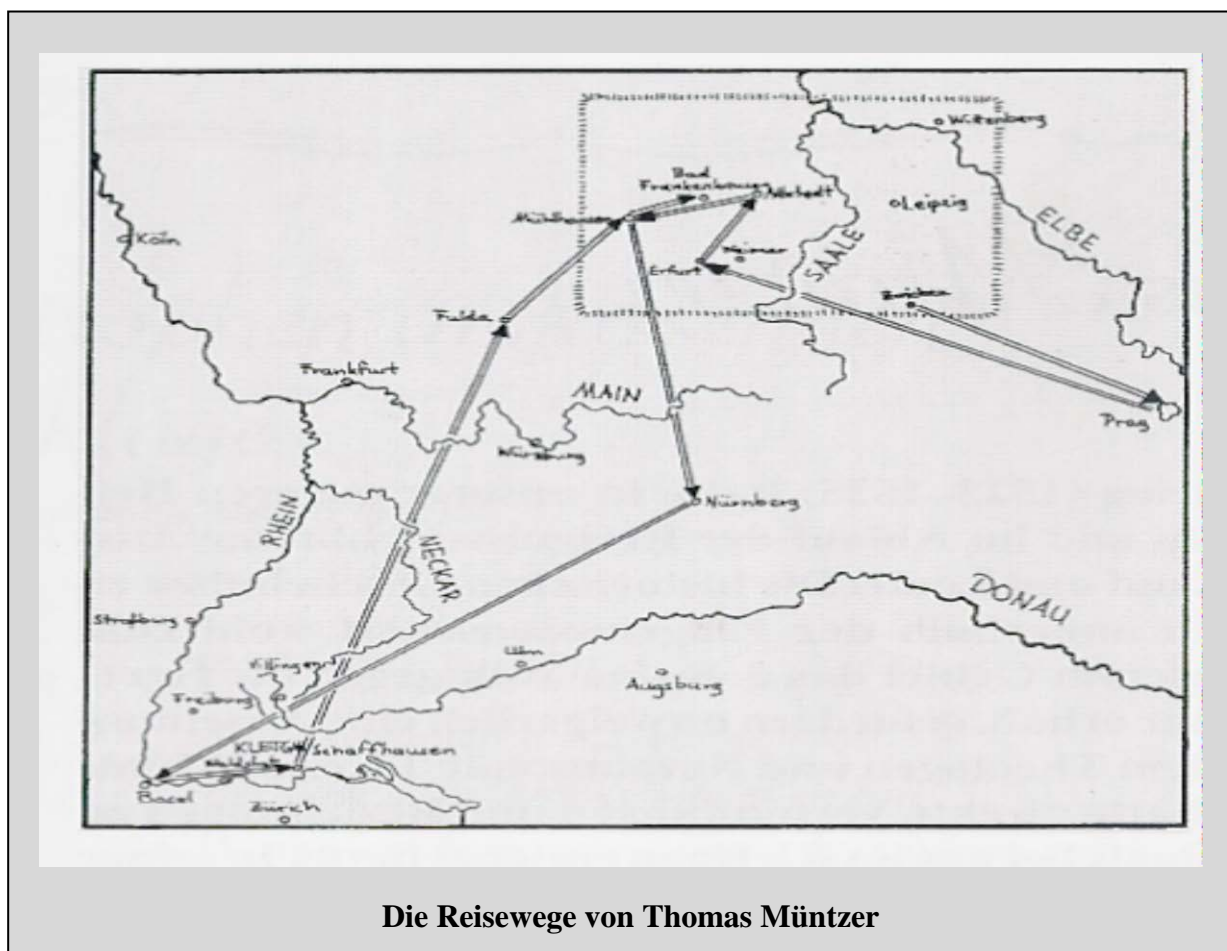 Wittenberg
Bad
Frankenhausen
Allstedt
Mühlhausen
Leipzig
Köln
Weimar
Erfurt
SAALE
ELBE
Zwickau
Fulda
Frankfurt
MAIN
Prag
Würzburg
Nürnberg
RHEIN
NECKAR
DONAU
Straßburg
Ulm
Villingen
Augsburg
Freiburg
Schaffhausen
Basel
Zürich
Die Reisewege von Thomas Müntzer